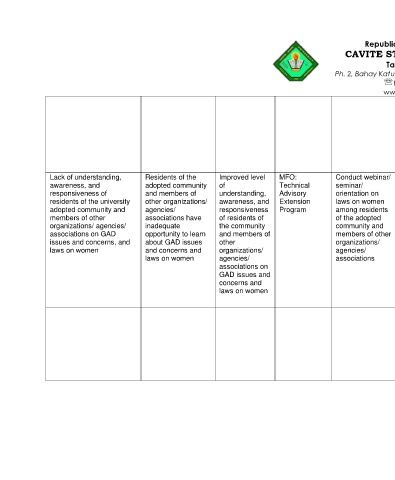 Republi
CAVITE ST
Ta
Ph. 2, Bahay Katu
www
Lack of understanding,
awareness, and
responsiveness of
residents of the university
adopted community and
members of other
organizations/ agencies/
associations on GAD
issues and concerns, and
laws on women
Residents of the
adopted community
and members of
other organizations/
agencies/
associations have
inadequate
opportunity to learn
about GAD issues
and concerns and
laws on women
Improved level
of
understanding,
awareness, and
responsiveness
of residents of
the community
and members of
other
organizations/
agencies/
associations on
GAD issues and
concerns and
laws on women
MFO:
Technical
Advisory
Extension
Program
Conduct webinar/
seminar/
orientation on
laws on women
among residents
of the adopted
community and
members of other
organizations/
agencies/
associations